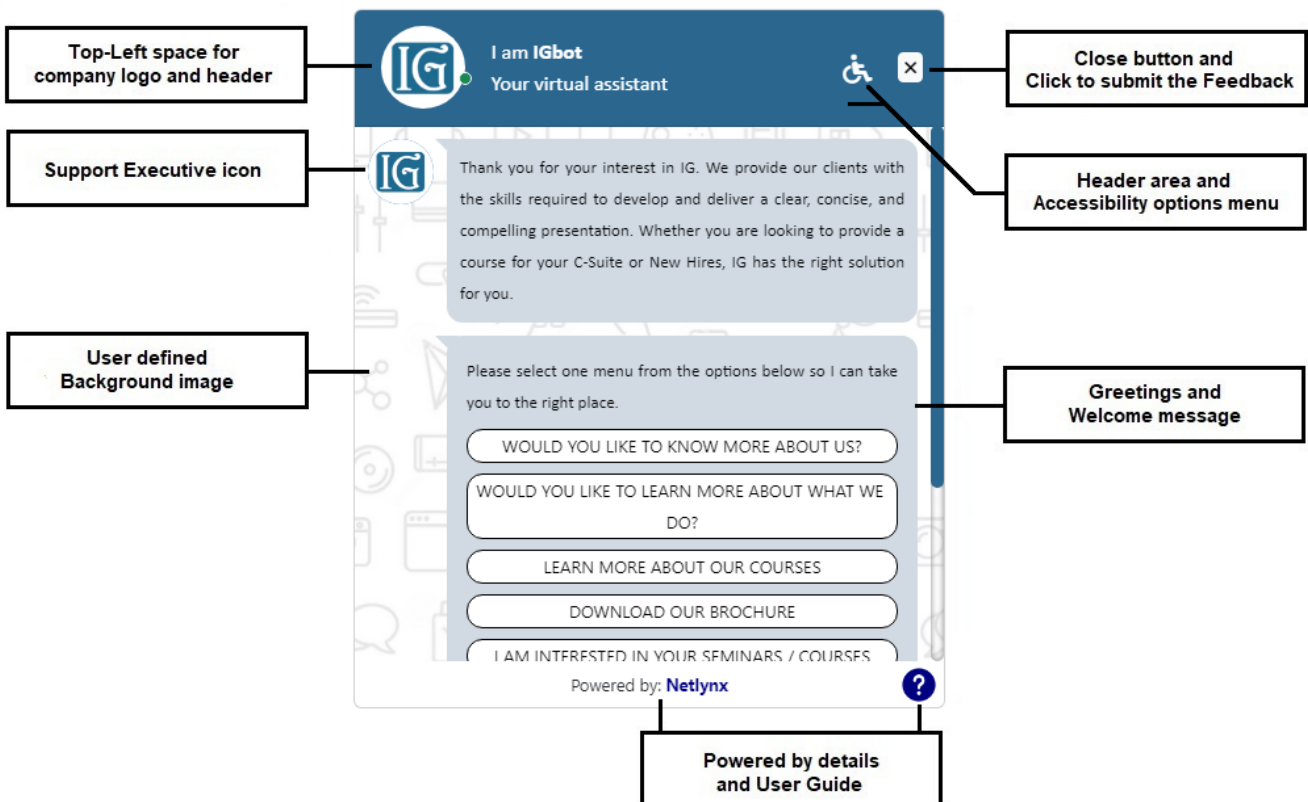 Top-Left space for
company logo and header
IG
I am IGbot
Your virtual assistant
Close button and
Click to submit the Feedback
Support Executive icon
IG
Thank you for your interest in IG. We provide our clients with
the skills required to develop and deliver a clear, concise, and
compelling presentation. Whether you are looking to provide a
course for your C-Suite or New Hires, IG has the right solution
for you.
Header area and
Accessibility options menu
User defined
Background image
Please select one menu from the options below so I can take
you to the right place.
Greetings and
Welcome message
WOULD YOU LIKE TO KNOW MORE ABOUT US?
WOULD YOU LIKE TO LEARN MORE ABOUT WHAT WE
DO?
LEARN MORE ABOUT OUR COURSES
DOWNLOAD OUR BROCHURE
I AM INTERESTED IN YOUR SEMINARS / COURSES
Powered by: Netlynx
?
Powered by details
and User Guide